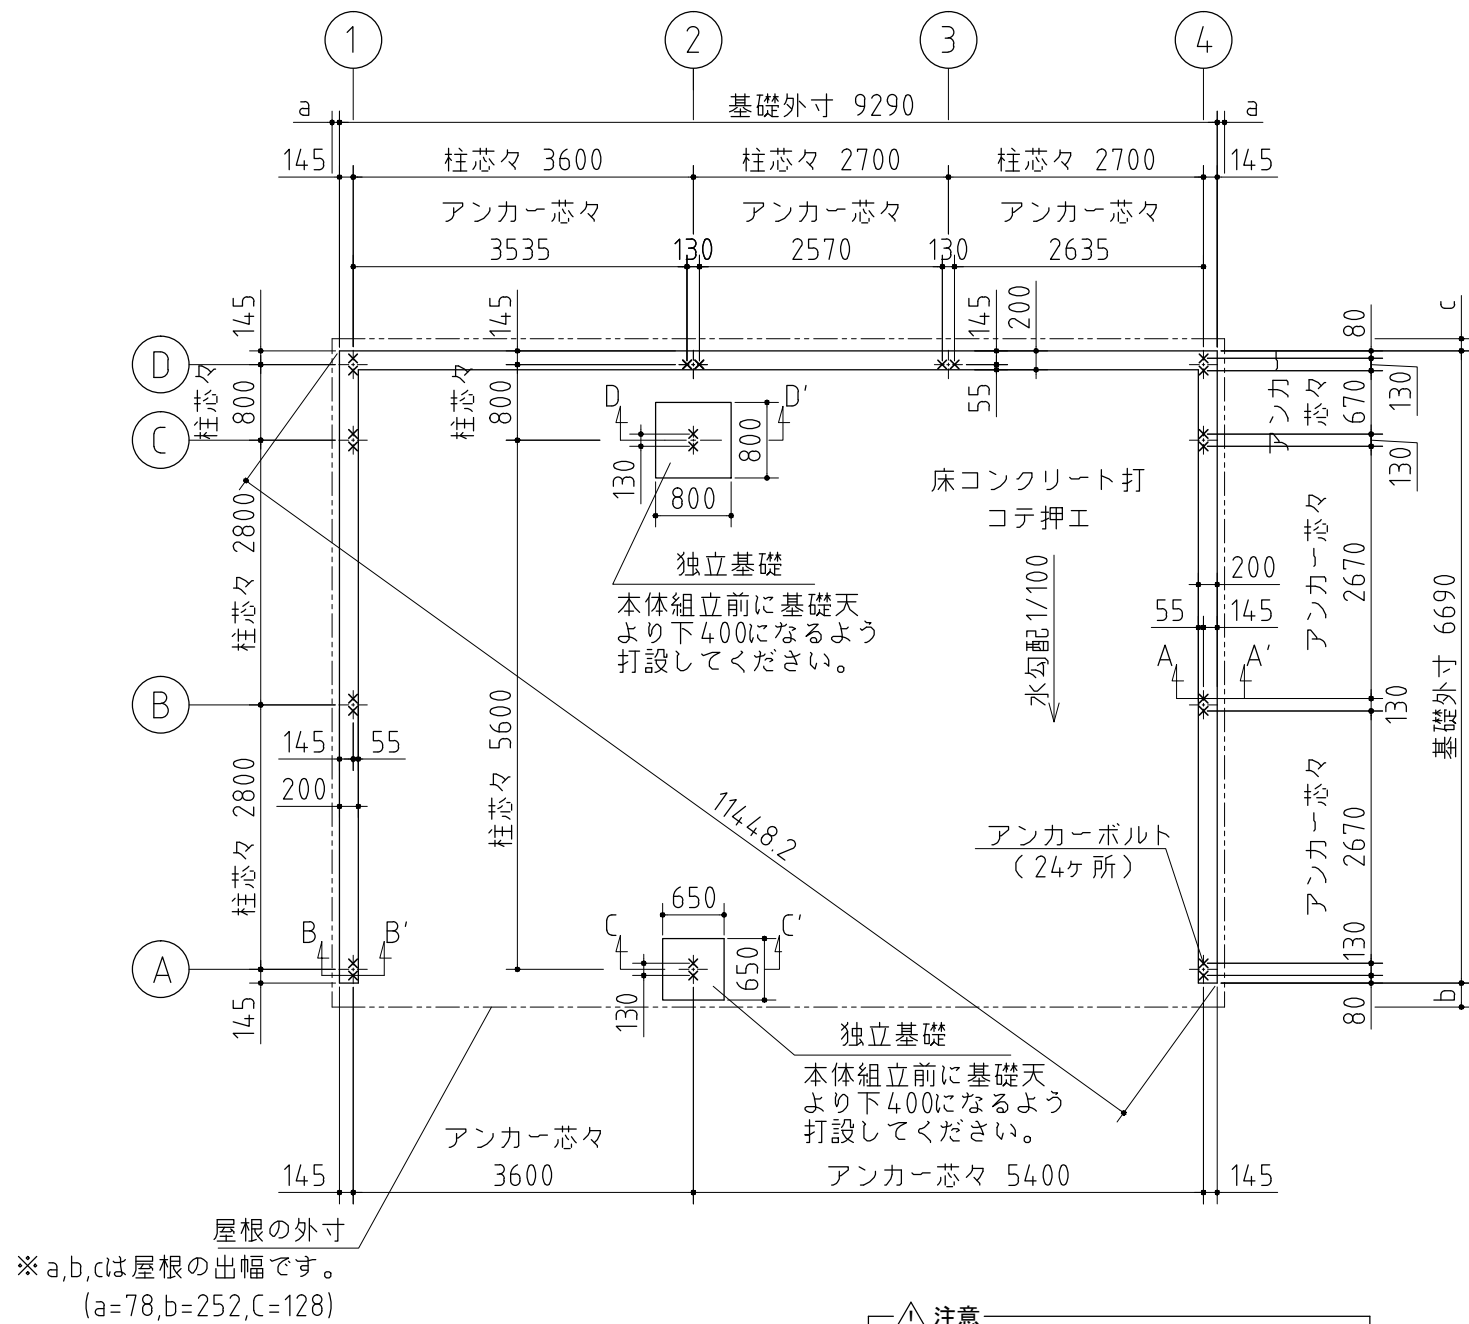 1 2 3 4
a 基礎外寸 9290 a
145 柱芯々 3600 柱芯々 2700 柱芯々 2700 145
アンカー芯々 アンカー芯々 アンカー芯々
3535 130 2570 130 2635
145 145 145 200 80 c
D
柱芯々 800 柱芯々 800 55 アンカー芯々 670 130
D D'
800
130
800
C
130
床コンクリート打
コテ押エ
水勾配1/100
柱芯々 2800
独立基礎
本体組立前に基礎天
より下400になるよう
打設してください。
アンカー芯々 2670
200
55 145
A A'
130
基礎外寸 6690
B
145 55
200
柱芯々 5600
柱芯々 2800
11448.2
アンカーボルト
(24ヶ所)
アンカー芯々 2670
650
B B'
C C'
650
130
130
A
145
80 b
独立基礎
本体組立前に基礎天
より下400になるよう
打設してください。
アンカー芯々
145 3600 アンカー芯々 5400 145
屋根の外寸
※a,b,cは屋根の出幅です。
(a=78,b=252,C=128)
注意